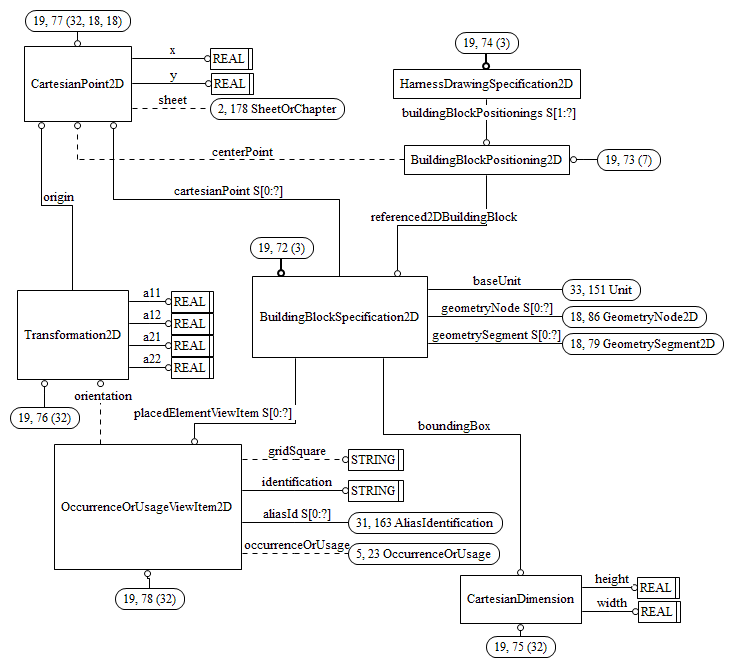 19, 77 (32, 18, 18)
x
REAL
19, 74 (3)
CartesianPoint2D
y
REAL
HarnessDrawingSpecification2D
sheet
2, 178 SheetOrChapter
buildingBlockPositionings S[1:?]
centerPoint
BuildingBlockPositioning2D
19, 73 (7)
cartesianPoint S[0:?]
origin
referenced2DBuildingBlock
19, 72 (3)
baseUnit
33, 151 Unit
a11
REAL
a12
REAL
BuildingBlockSpecification2D
geometryNode S[0:?]
18, 86 GeometryNode2D
Transformation2D
a21
REAL
geometrySegment S[0:?]
18, 79 GeometrySegment2D
a22
REAL
orientation
19, 76 (32)
placedElementViewItem S[0:?]
boundingBox
gridSquare
STRING
identification
STRING
OccurrenceOrUsageViewItem2D
aliasId S[0:?]
31, 163 AliasIdentification
occurrenceOrUsage
5, 23 OccurrenceOrUsage
height
REAL
19, 78 (32)
CartesianDimension
width
REAL
19, 75 (32)